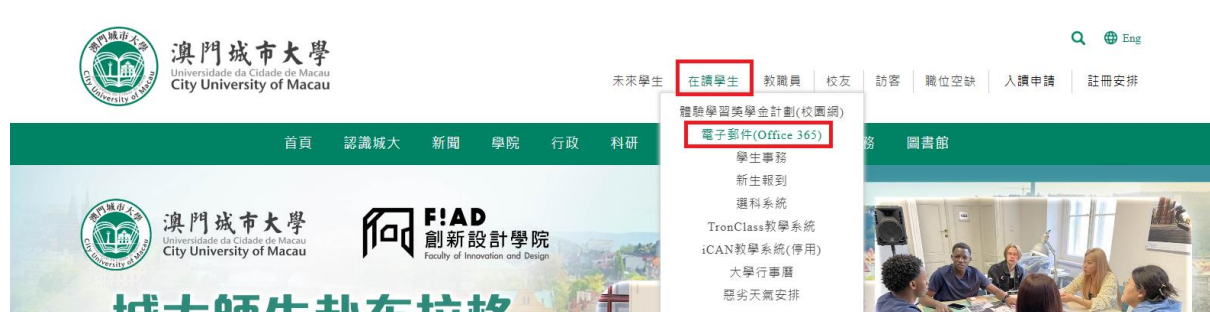 澳門城市大學
Universidade da Cidade de Macau
City University of Macau
Eng
未來學生 在讀學生 教職員 校友 訪客 職位空缺 入讀申請 註冊安排
體驗學習獎學金計劃(校園網)
電子郵件(Office 365)
學生事務
新生報到
選科系統
TronClass教學系統
iCAN教學系統(停用)
大學行事曆
惡劣天氣安排
首頁 認識城大 新聞 學院 行政 科研 務 圖書館
澳門城市大學
Universidade da Cidade de Macau
City University of Macau
F!AD
創新設計學院
Faculty of Innovation and Design
城大師生赴布拉格